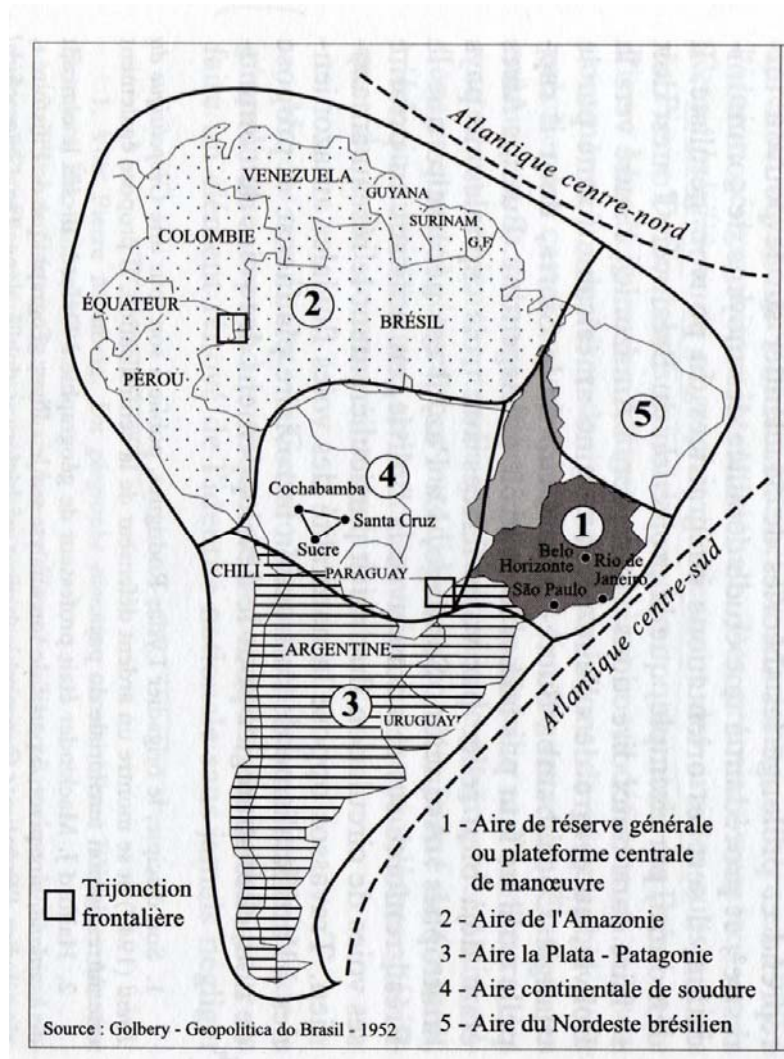 Atlantique centre-nord
VENEZUELA
GUYANA
SURINAM
G.F.
COLOMBIE
ÉQUATEUR
2
BRÉSIL
PÉROU
5
4
Cochabamba
Santa Cruz
Sucre
1
Belo
Horizonte
Rio de
Janeiro
São Paulo
CHILI
PARAGUAY
Atlantique centre-sud
ARGENTINE
3
URUGUAY
1 - Aire de réserve générale
ou plateforme centrale
de manœuvre
2 - Aire de l'Amazonie
3 - Aire la Plata - Patagonie
4 - Aire continentale de soudure
5 - Aire du Nordeste brésilien
Trijonction
frontalière
Source : Golbery - Geopolitica do Brasil - 1952